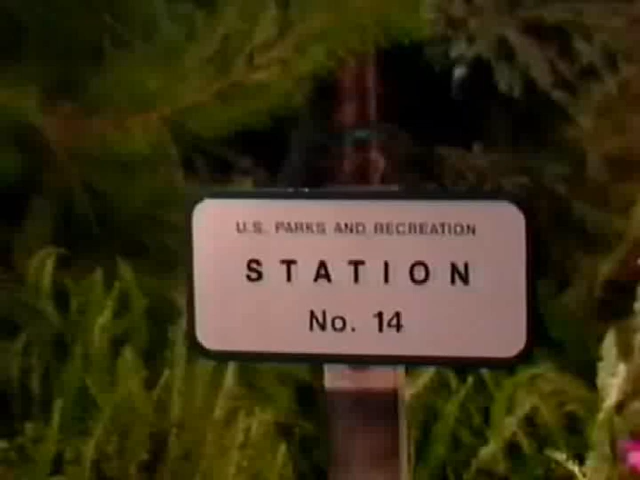 U.S. PARKS AND RECREATION
STATION
No. 14